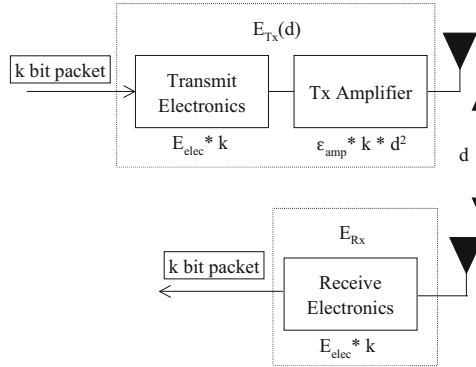 E_Tx(d)
k bit packet
Transmit
Electronics
Tx Amplifier
E_elec* k
ε_amp* k * d²
d
E_Rx
k bit packet
Receive
Electronics
E_elec* k